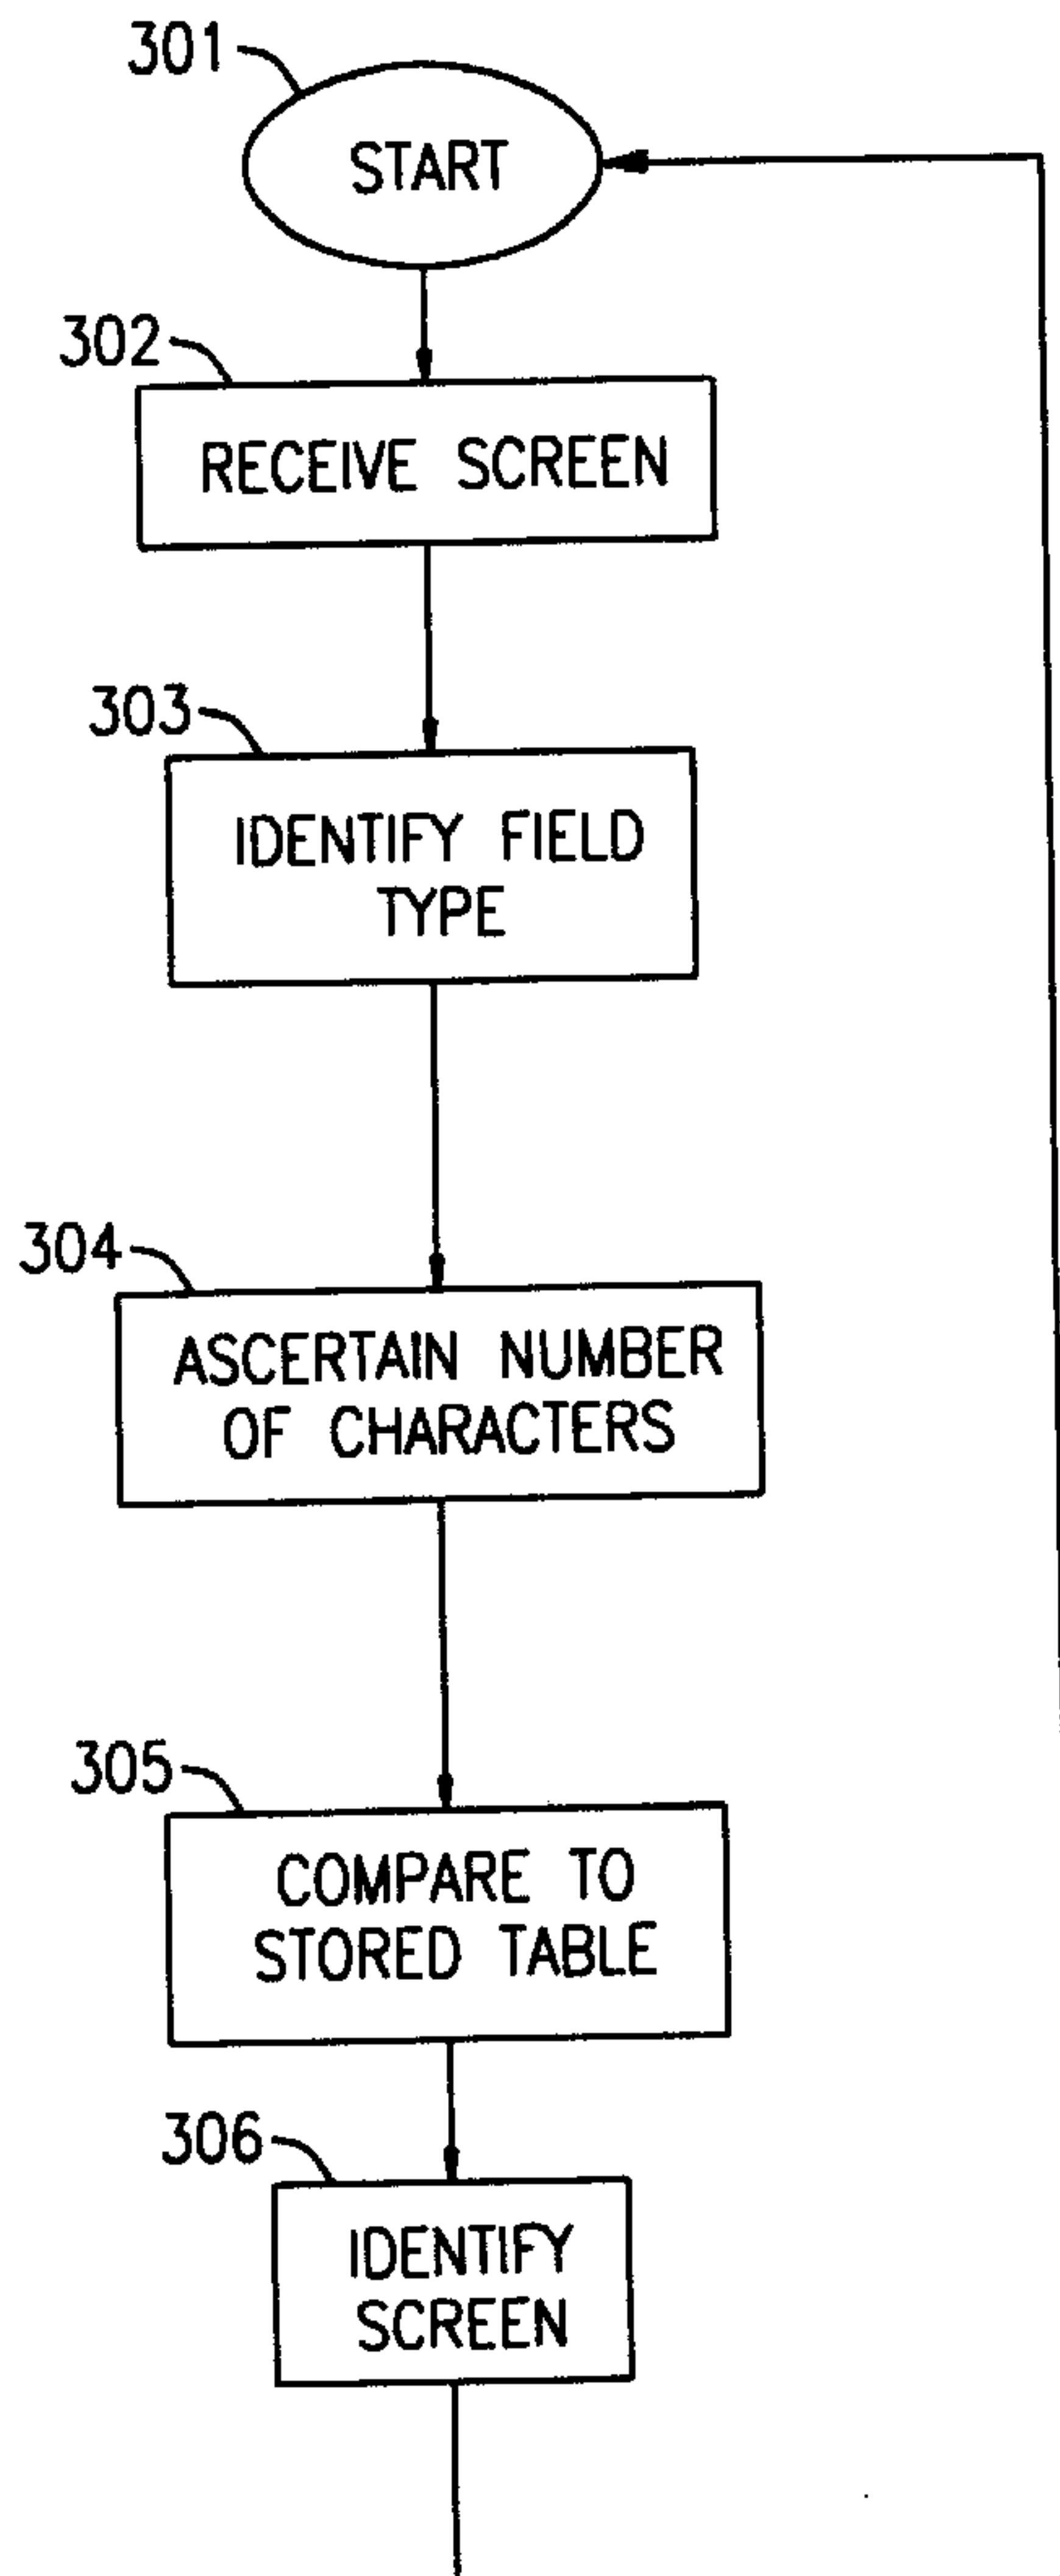 301
START
302
RECEIVE SCREEN
303
IDENTIFY FIELD
TYPE
304
ASCERTAIN NUMBER
OF CHARACTERS
305
COMPARE TO
STORED TABLE
306
IDENTIFY
SCREEN